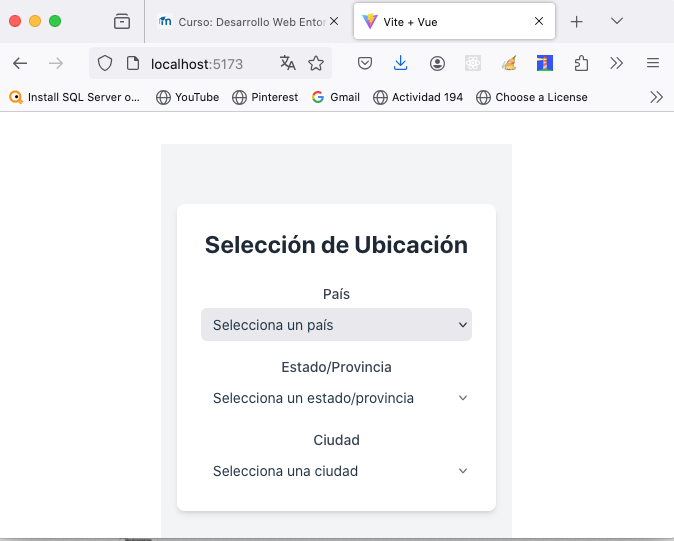 Curso: Desarrollo Web Entor
Vite + Vue
localhost:5173
Install SQL Server o...
YouTube
Pinterest
Gmail
Actividad 194
Choose a License
Selección de Ubicación
País
Selecciona un país
Estado/Provincia
Selecciona un estado/provincia
Ciudad
Selecciona una ciudad